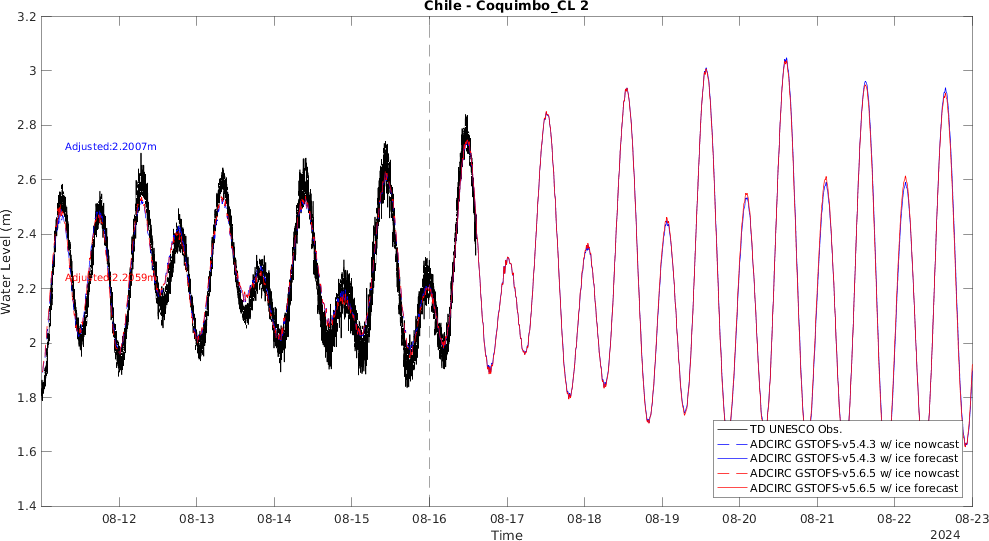 Chile - Coquimbo_CL 2
3.2
3
2.8
2.6
2.4
2.2
2
1.8
1.6
1.4
Water Level (m)
Adjusted:2.2007m
Adjusted:2.2059m
TD UNESCO Obs.
ADCIRC GSTOFS-v5.4.3 w/ ice nowcast
ADCIRC GSTOFS-v5.4.3 w/ ice forecast
ADCIRC GSTOFS-v5.6.5 w/ ice nowcast
ADCIRC GSTOFS-v5.6.5 w/ ice forecast
08-12 08-13 08-14 08-15 08-16 08-17 08-18 08-19 08-20 08-21 08-22 08-23
Time
2024